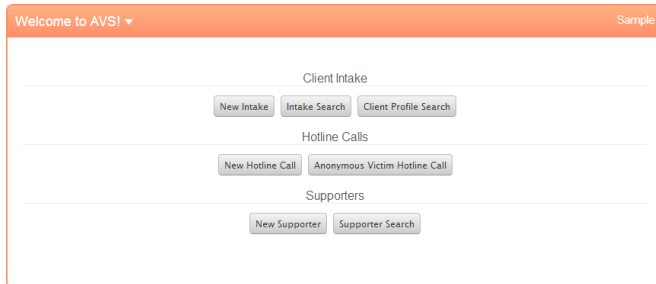 Welcome to AVS! Sample
Client Intake
New Intake Intake Search Client Profile Search
Hotline Calls
New Hotline Call Anonymous Victim Hotline Call
Supporters
New Supporter Supporter Search